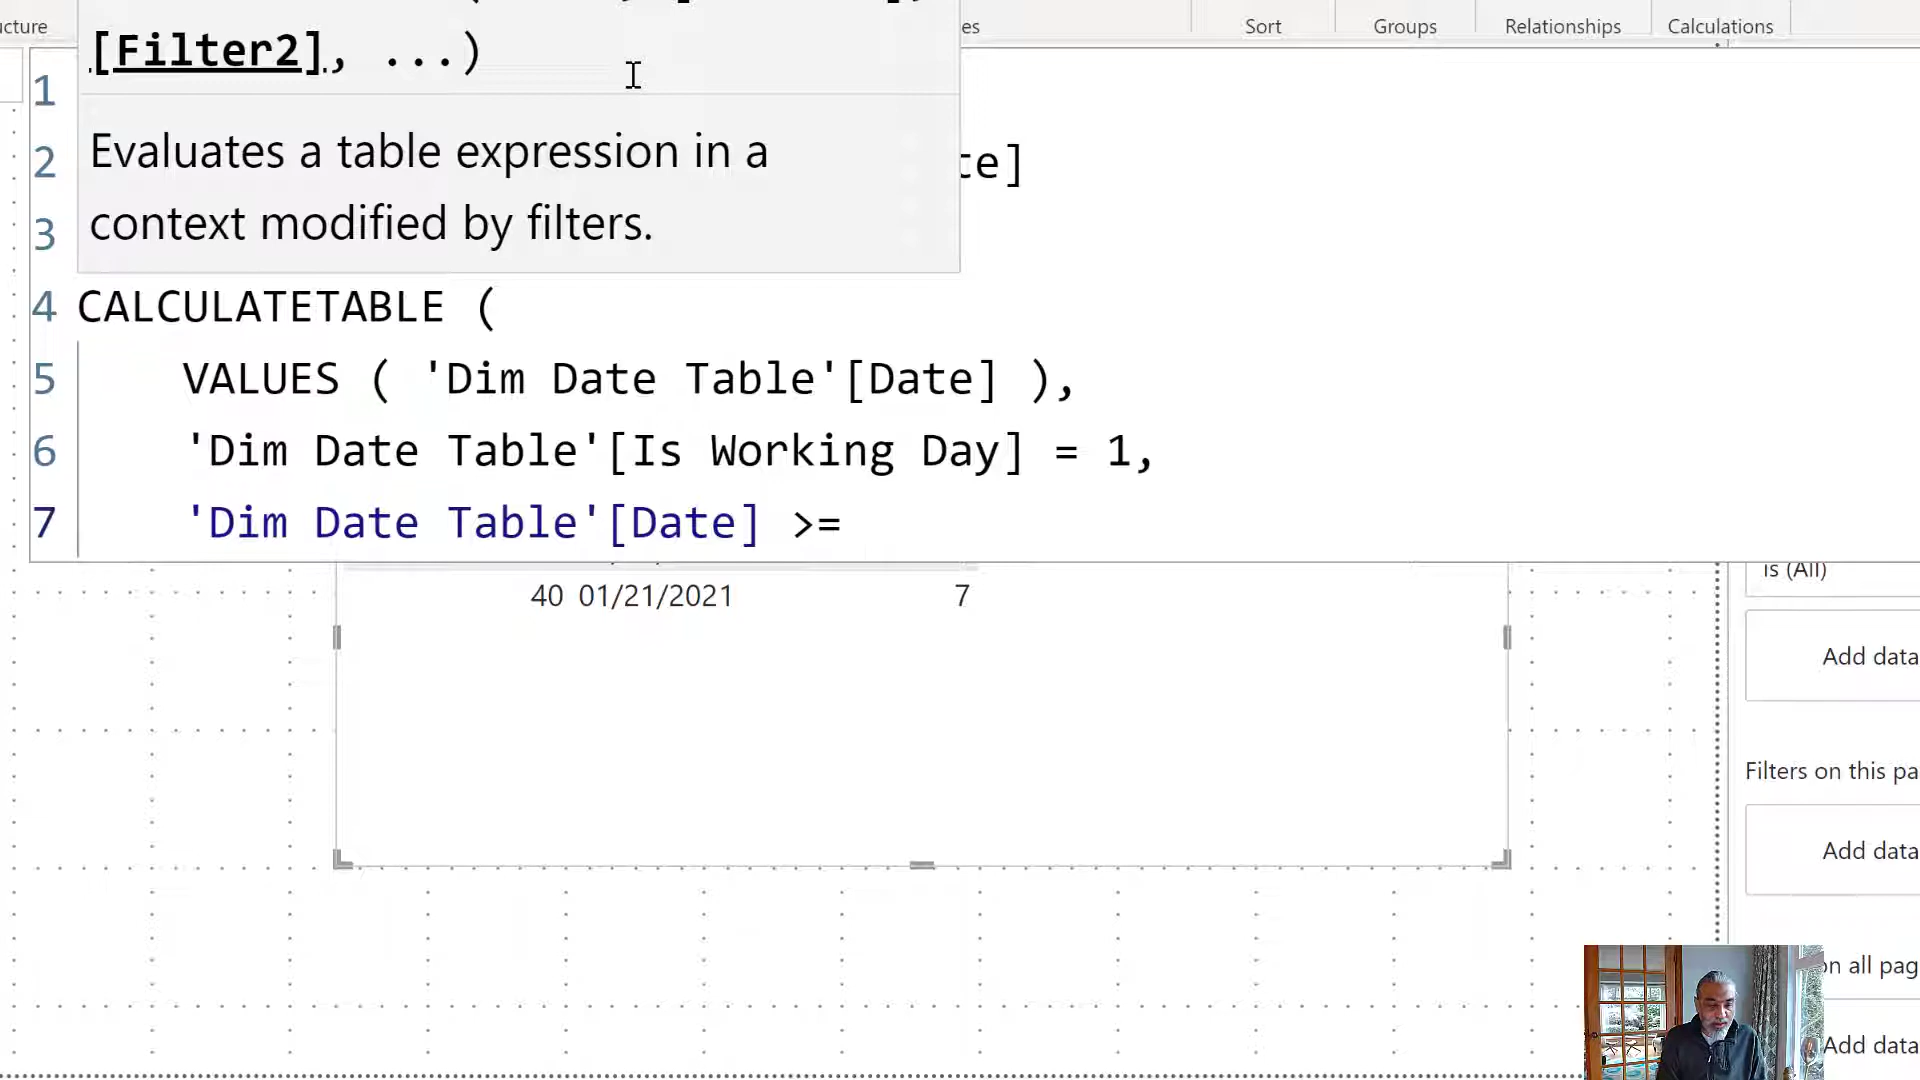 ucture
es
Sort
Groups
Relationships
Calculations
[Filter2], ...)
Evaluates a table expression in a
context modified by filters.
1
2 te]
3
4 CALCULATETABLE (
5 VALUES ( 'Dim Date Table'[Date] ),
6 'Dim Date Table'[Is Working Day] = 1,
7 'Dim Date Table'[Date] >=
40 01/21/2021 7
is (All)
Add data
Filters on this pa
Add data
on all pag
Add data